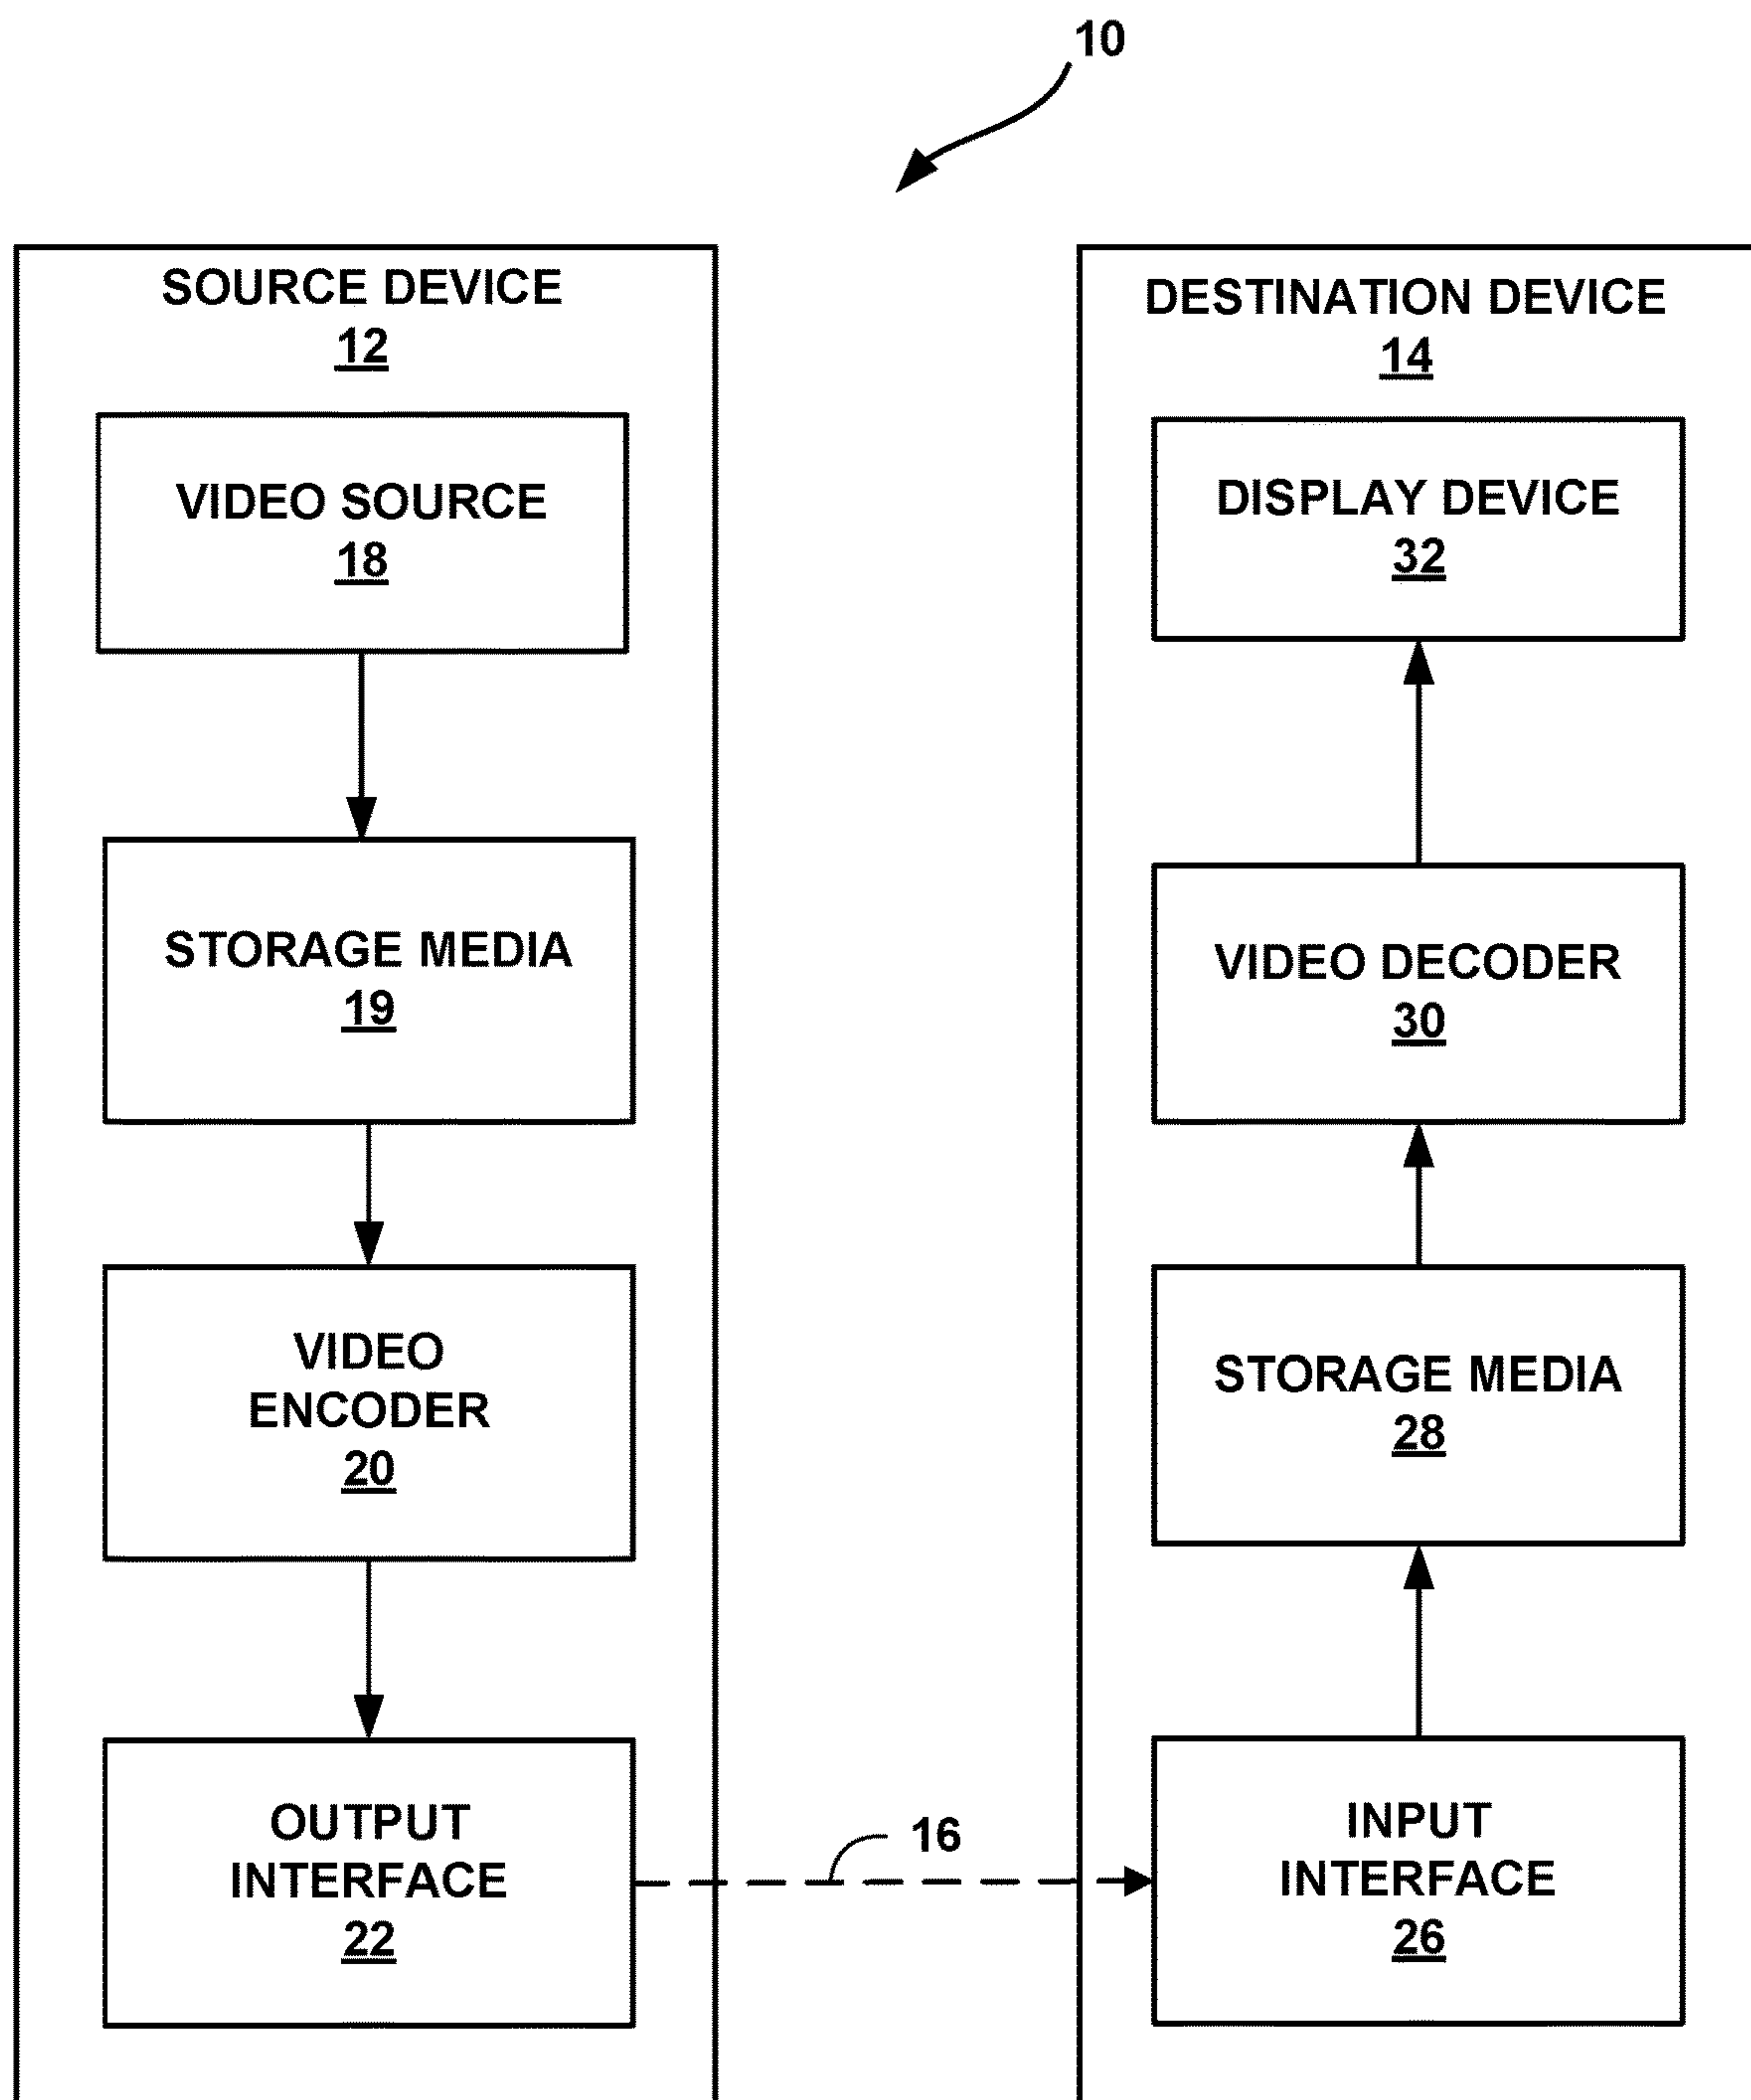 10
SOURCE DEVICE
12
VIDEO SOURCE
18
STORAGE MEDIA
19
VIDEO
ENCODER
20
OUTPUT
INTERFACE
22
16
DESTINATION DEVICE
14
DISPLAY DEVICE
32
VIDEO DECODER
30
STORAGE MEDIA
28
INPUT
INTERFACE
26